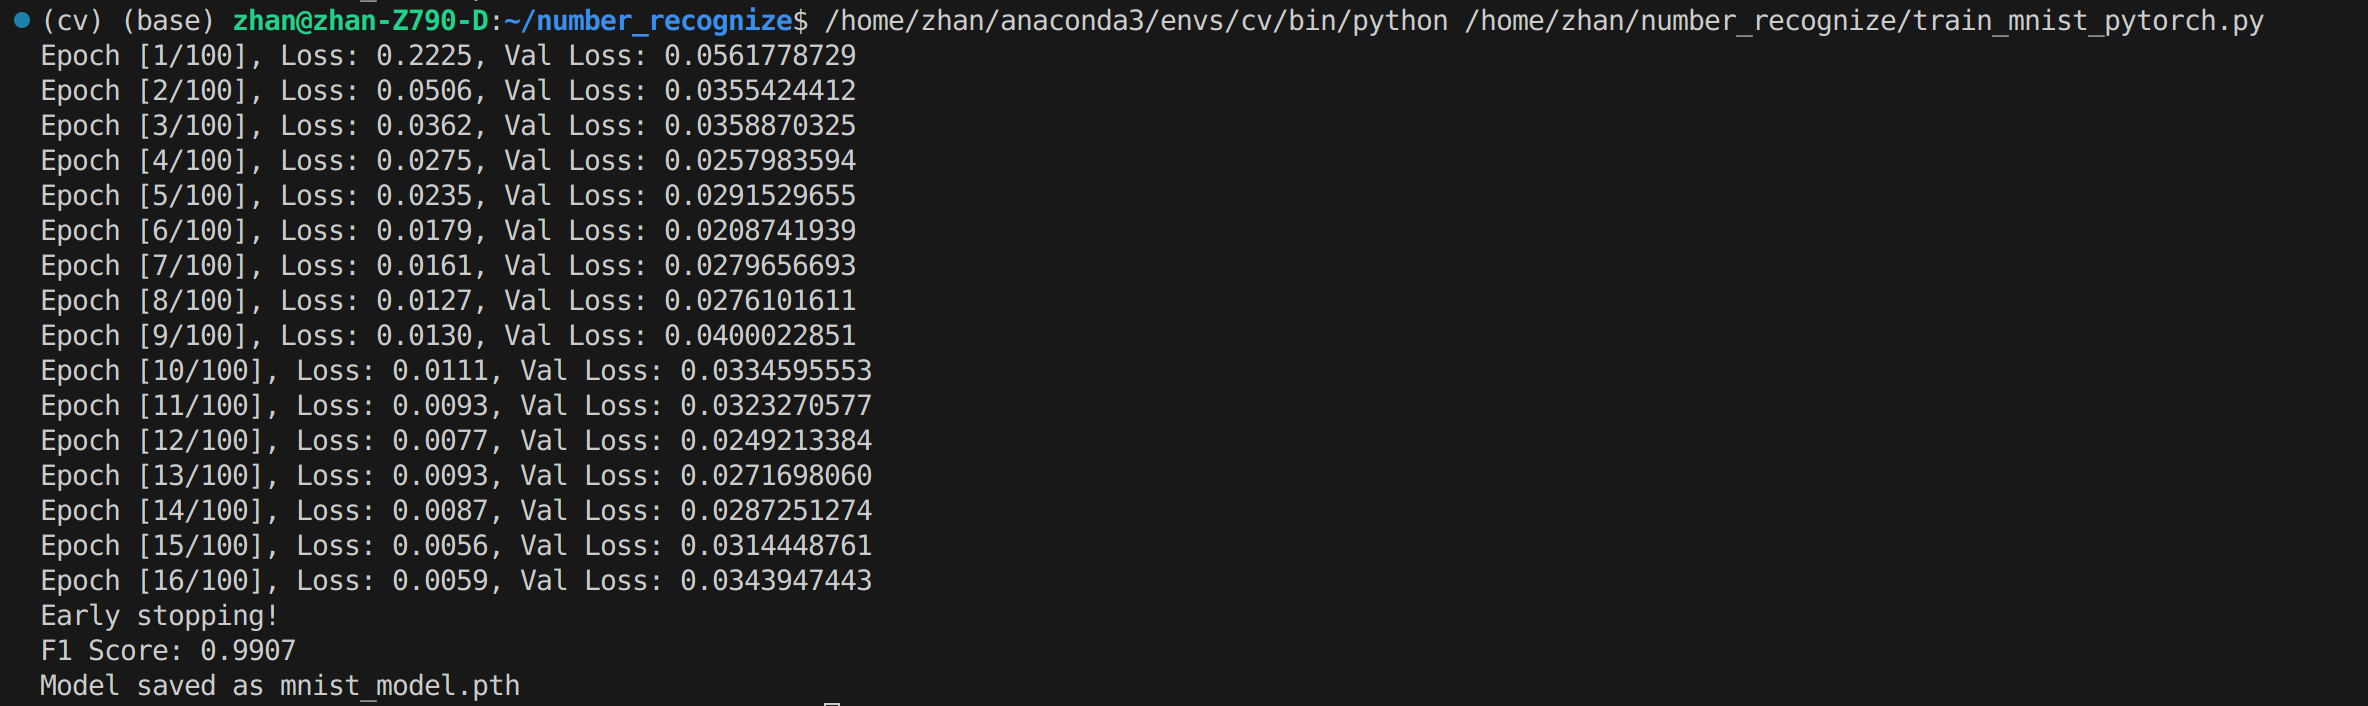 (cv) (base) zhan@zhan-Z790-D:~/number_recognize$ /home/zhan/anaconda3/envs/cv/bin/python /home/zhan/number_recognize/train_mnist_pytorch.py
Epoch [1/100], Loss: 0.2225, Val Loss: 0.0561778729
Epoch [2/100], Loss: 0.0506, Val Loss: 0.0355424412
Epoch [3/100], Loss: 0.0362, Val Loss: 0.0358870325
Epoch [4/100], Loss: 0.0275, Val Loss: 0.0257983594
Epoch [5/100], Loss: 0.0235, Val Loss: 0.0291529655
Epoch [6/100], Loss: 0.0179, Val Loss: 0.0208741939
Epoch [7/100], Loss: 0.0161, Val Loss: 0.0279656693
Epoch [8/100], Loss: 0.0127, Val Loss: 0.0276101611
Epoch [9/100], Loss: 0.0130, Val Loss: 0.0400022851
Epoch [10/100], Loss: 0.0111, Val Loss: 0.0334595553
Epoch [11/100], Loss: 0.0093, Val Loss: 0.0323270577
Epoch [12/100], Loss: 0.0077, Val Loss: 0.0249213384
Epoch [13/100], Loss: 0.0093, Val Loss: 0.0271698060
Epoch [14/100], Loss: 0.0087, Val Loss: 0.0287251274
Epoch [15/100], Loss: 0.0056, Val Loss: 0.0314448761
Epoch [16/100], Loss: 0.0059, Val Loss: 0.0343947443
Early stopping!
F1 Score: 0.9907
Model saved as mnist_model.pth